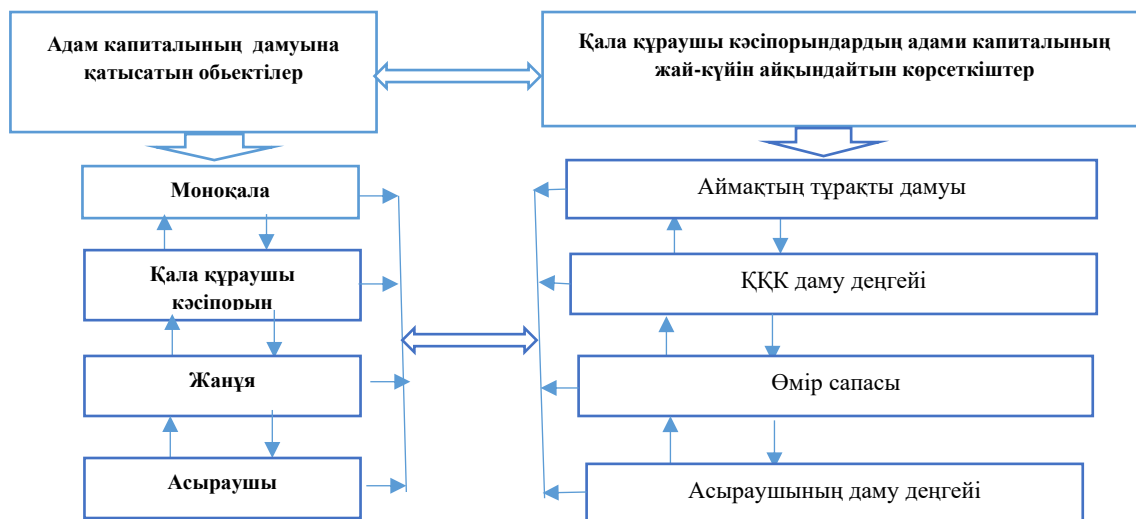 Адам капиталының дамуына
қатысатын обьектілер
Қала құраушы кәсіпорындардың адами капиталының
жай-күйін айқындайтын көрсеткіштер
Моноқала
Аймақтың тұрақты дамуы
Қала құраушы
кәсіпорын
ҚҚК даму деңгейі
Жанұя
Өмір сапасы
Асыраушы
Асыраушының даму деңгейі